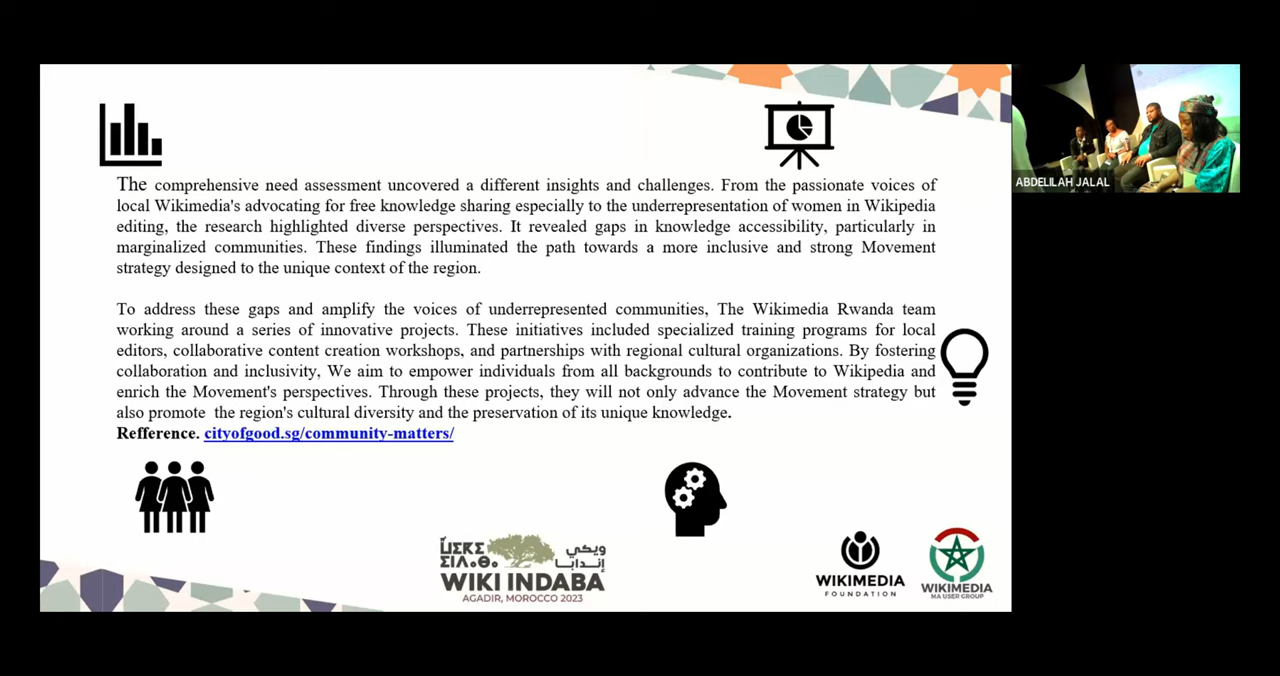 The comprehensive need assessment uncovered a different insights and challenges. From the passionate voices of
local Wikimedia's advocating for free knowledge sharing especially to the underrepresentation of women in Wikipedia
editing, the research highlighted diverse perspectives. It revealed gaps in knowledge accessibility, particularly in
marginalized communities. These findings illuminated the path towards a more inclusive and strong Movement
strategy designed to the unique context of the region.
To address these gaps and amplify the voices of underrepresented communities, The Wikimedia Rwanda team
working around a series of innovative projects. These initiatives included specialized training programs for local
editors, collaborative content creation workshops, and partnerships with regional cultural organizations. By fostering
collaboration and inclusivity, We aim to empower individuals from all backgrounds to contribute to Wikipedia and
enrich the Movement's perspectives. Through these projects, they will not only advance the Movement strategy but
also promote the region's cultural diversity and the preservation of its unique knowledge.
Refference. cityofgood.sg/community-matters/
ABDELILAH JALAL
ⵡⵉⴽⵉ
ⵉⵏⴷⴰⴱⴰ
ويكي
إندابا
WIKI INDABA
AGADIR, MOROCCO 2023
WIKIMEDIA
FOUNDATION
WIKIMEDIA
MA USER GROUP